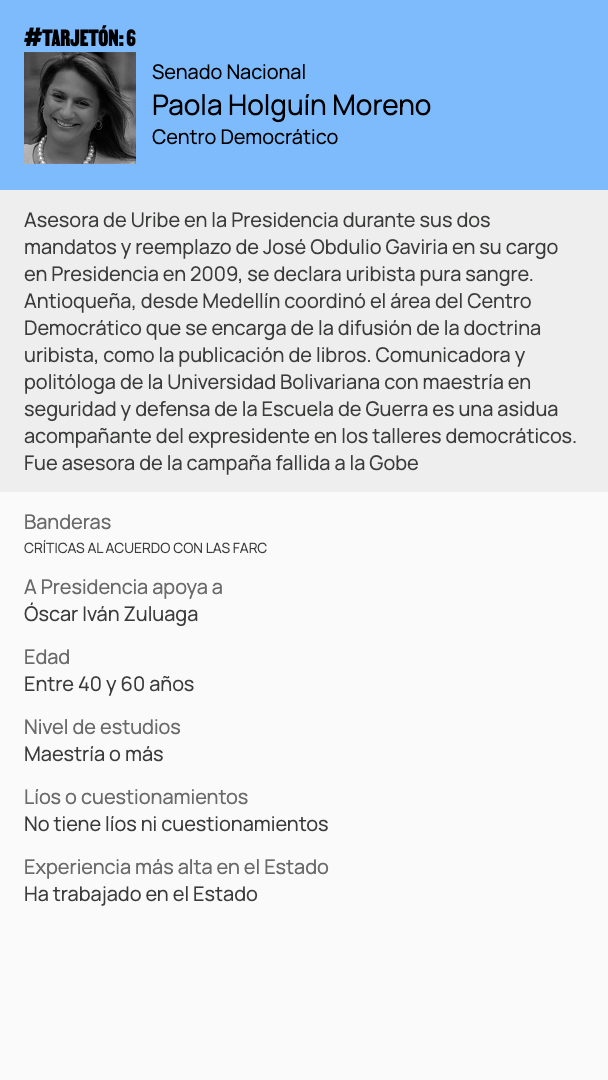 #TARJETÓN: 6
Senado Nacional
Paola Holguín Moreno
Centro Democrático
Asesora de Uribe en la Presidencia durante sus dos
mandatos y reemplazo de José Obdulio Gaviria en su cargo
en Presidencia en 2009, se declara uribista pura sangre.
Antioqueña, desde Medellín coordinó el área del Centro
Democrático que se encarga de la difusión de la doctrina
uribista, como la publicación de libros. Comunicadora y
politóloga de la Universidad Bolivariana con maestría en
seguridad y defensa de la Escuela de Guerra es una asidua
acompañante del expresidente en los talleres democráticos.
Fue asesora de la campaña fallida a la Gobe
Banderas
CRÍTICAS AL ACUERDO CON LAS FARC
A Presidencia apoya a
Óscar Iván Zuluaga
Edad
Entre 40 y 60 años
Nivel de estudios
Maestría o más
Líos o cuestionamientos
No tiene líos ni cuestionamientos
Experiencia más alta en el Estado
Ha trabajado en el Estado